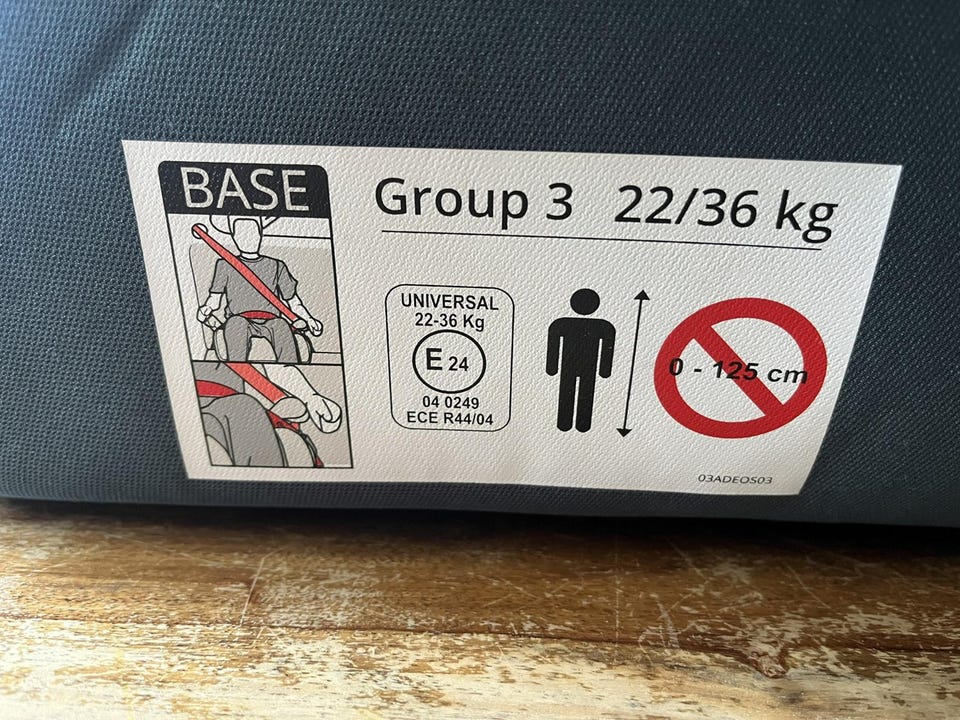 BASE
Group 3 22/36 kg
UNIVERSAL
22-36 Kg
E 24
04 0249
ECE R44/04
0 - 125 cm
03ADEOS03